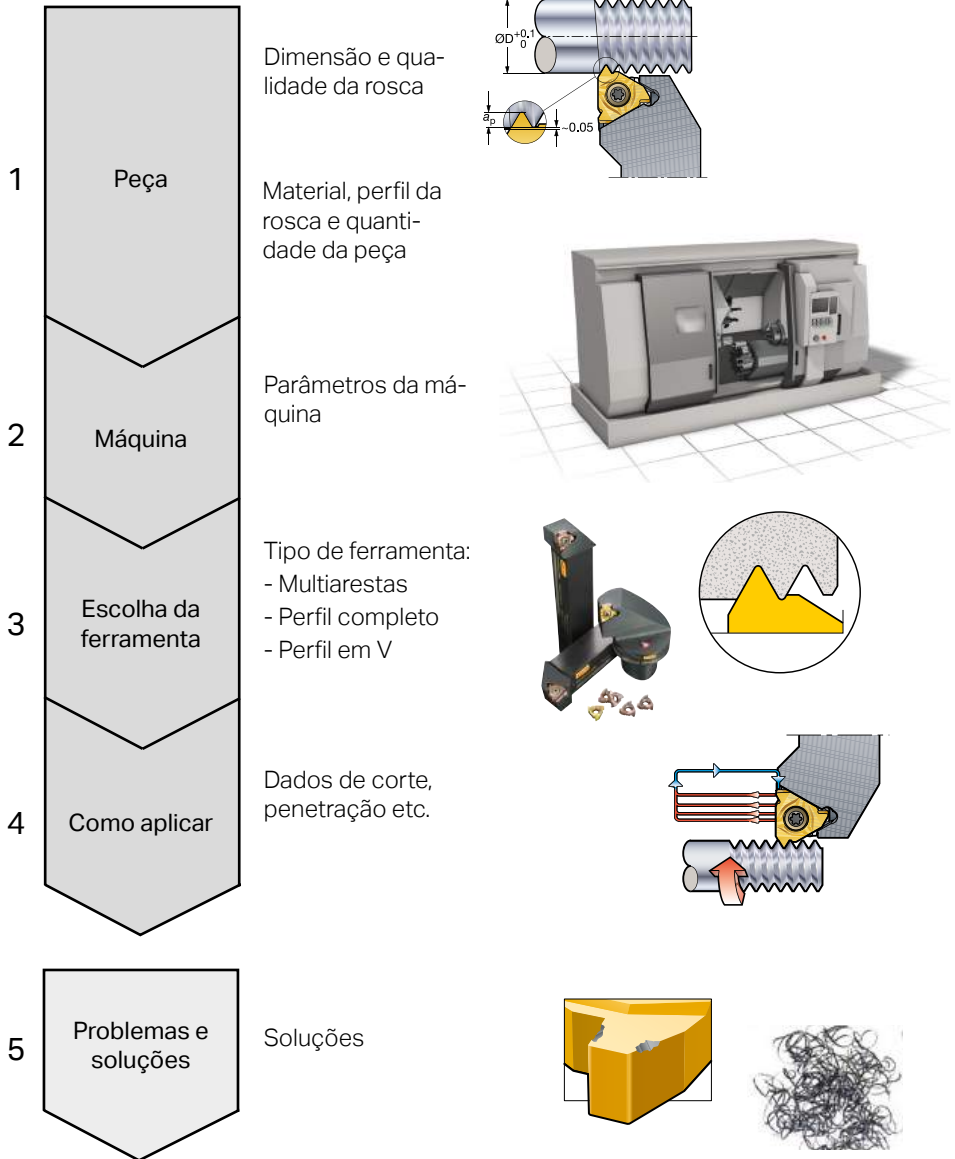 1
Peça
Dimensão e qua-
lidade da rosca
Material, perfil da
rosca e quanti-
dade da peça
ØD+0.1
0
ap
~0.05
2
Máquina
Parâmetros da má-
quina
3
Escolha da
ferramenta
Tipo de ferramenta:
- Multiarestas
- Perfil completo
- Perfil em V
4
Como aplicar
Dados de corte,
penetração etc.
5
Problemas e
soluções
Soluções